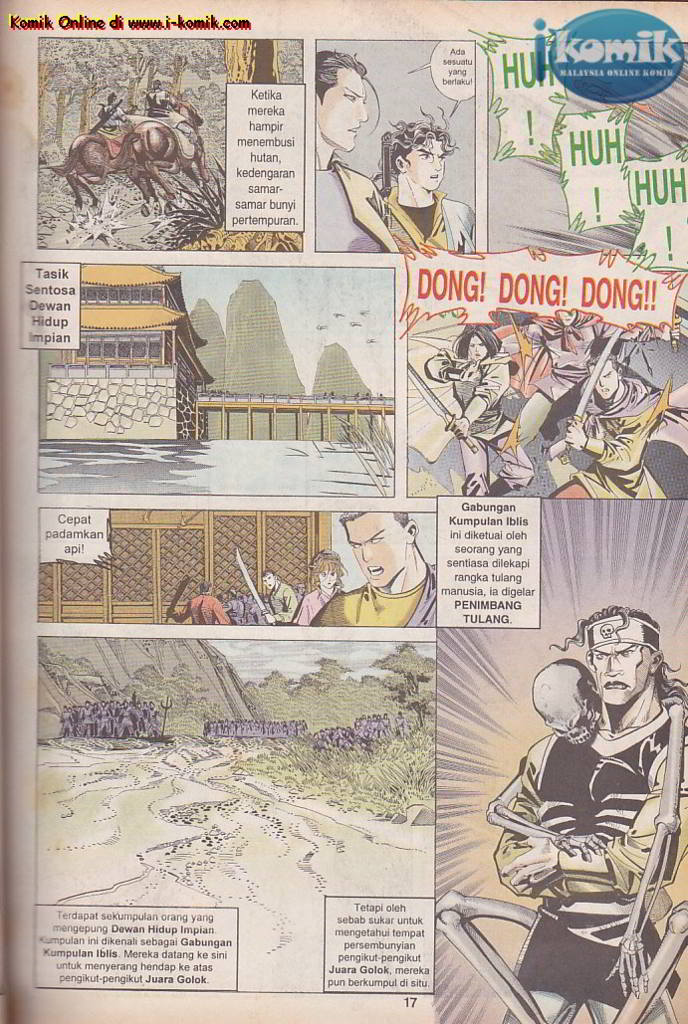 Komik Online di www.i-komik.com
ikomik
MALAYSIA ONLINE KOMIK
Ketika
mereka
hampir
menembusi
hutan,
kedengaran
samar-
samar bunyi
pertempuran.
Ada
sesuatu
yang
berlaku!
HUH
!
HUH
!
HUH
!
Tasik
Sentosa
Dewan
Hidup
Impian
DONG! DONG! DONG!!
Cepat
padamkan
api!
Gabungan
Kumpulan Iblis
ini diketuai oleh
seorang yang
sentiasa dilekapi
rangka tulang
manusia, ia digelar
PENIMBANG
TULANG.
Terdapat sekumpulan orang yang
mengepung Dewan Hidup Impian.
Kumpulan ini dikenali sebagai Gabungan
Kumpulan Iblis. Mereka datang ke sini
untuk menyerang hendap ke atas
pengikut-pengikut Juara Golok.
Tetapi oleh
sebab sukar untuk
mengetahui tempat
persembunyian
pengikut-pengikut
Juara Golok, mereka
pun berkumpul di situ.
17